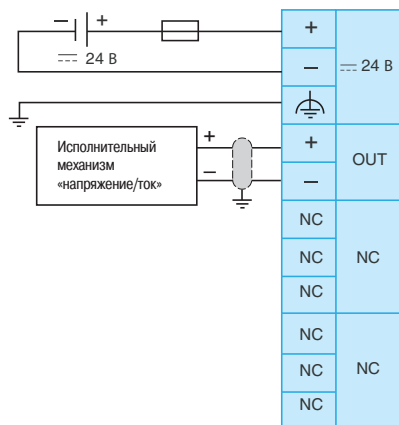 − + +
⎓ 24 В − ⎓ 24 В
Исполнительный
механизм
«напряжение/ток»
+ +
− −
OUT
NC
NC
NC
NC
NC
NC
NC
NC